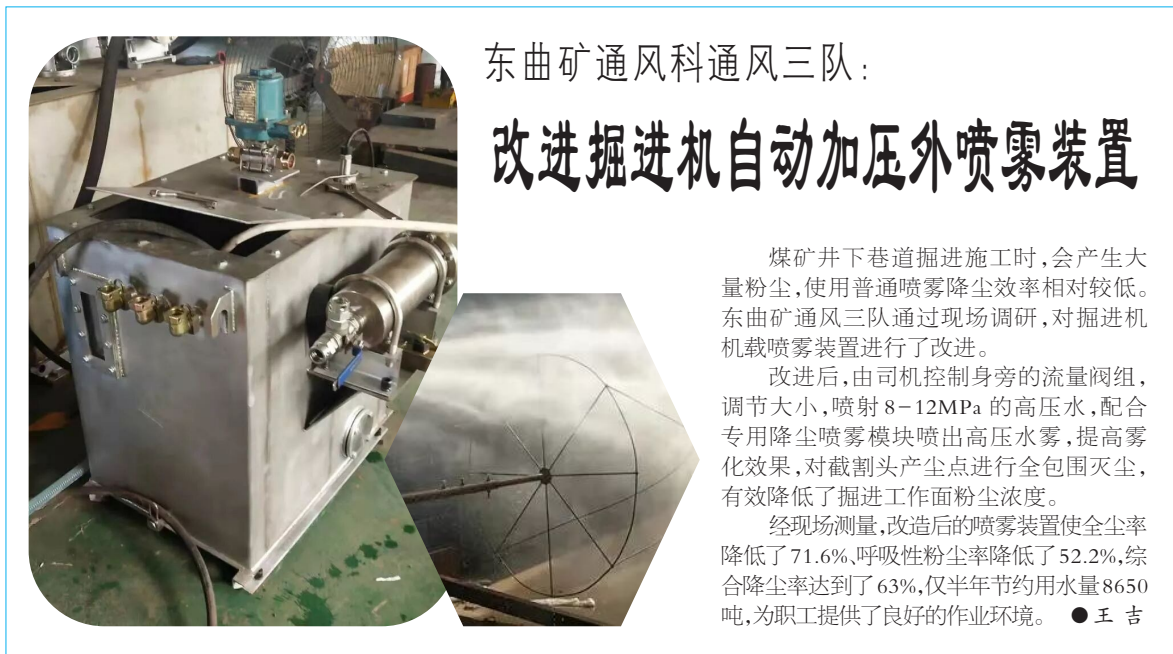 东曲矿通风科通风三队:
改进掘进机自动加压外喷雾装置
煤矿井下巷道掘进施工时,会产生大
量粉尘,使用普通喷雾降尘效率相对较低。
东曲矿通风三队通过现场调研,对掘进机
机载喷雾装置进行了改进。
改进后,由司机控制身旁的流量阀组,
调节大小,喷射8-12MPa的高压水,配合
专用降尘喷雾模块喷出高压水雾,提高雾
化效果,对截割头产尘点进行全包围灭尘,
有效降低了掘进工作面粉尘浓度。
经现场测量,改造后的喷雾装置使全尘率
降低了71.6%、呼吸性粉尘率降低了52.2%,综
合降尘率达到了63%,仅半年节约用水量8650
吨,为职工提供了良好的作业环境。 ●王 吉